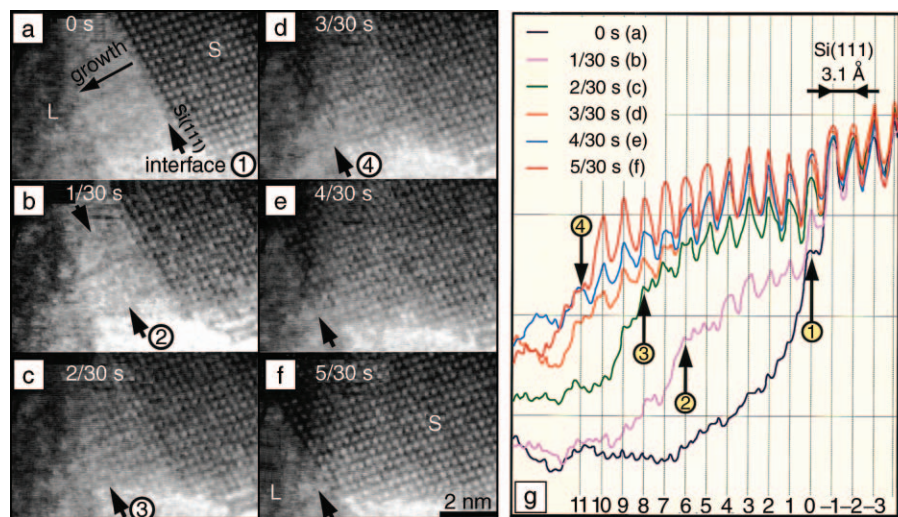 a
0 s
S
growth
L
Si(111)
interface ①
b
1/30 s
②
c
2/30 s
③
d
3/30 s
④
e
4/30 s
f
5/30 s
S
L
2 nm
0 s (a)
1/30 s (b)
2/30 s (c)
3/30 s (d)
4/30 s (e)
5/30 s (f)
Si(111)
3.1 Å
④
③
②
①
g
11 10 9 8 7 6 5 4 3 2 1 0 –1 –2 –3